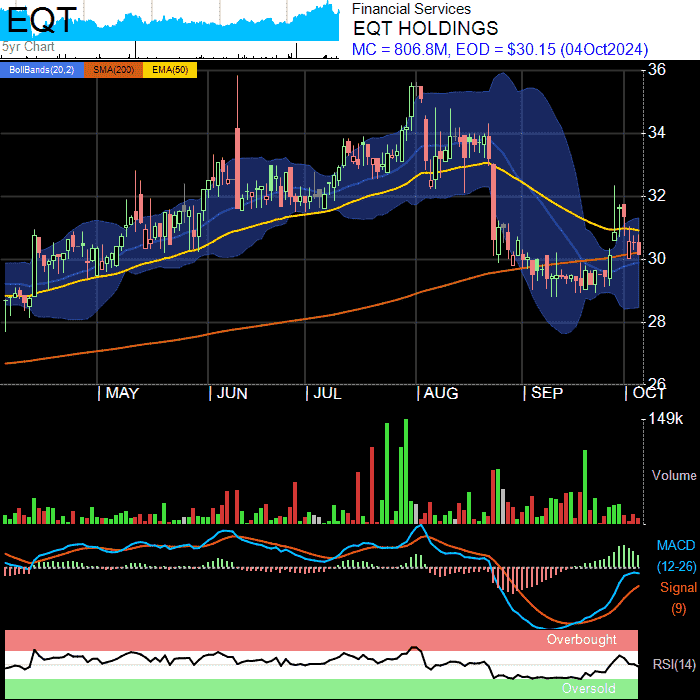 EQT
5yr Chart
Financial Services
EQT HOLDINGS
MC = 806.8M, EOD = $30.15 (04Oct2024)
BollBands(20,2) SMA(200) EMA(50)
36
34
32
30
28
26
MAY JUN JUL AUG SEP OCT
149k
Volume
MACD
(12-26)
Signal
(9)
Overbought
RSI(14)
Oversold